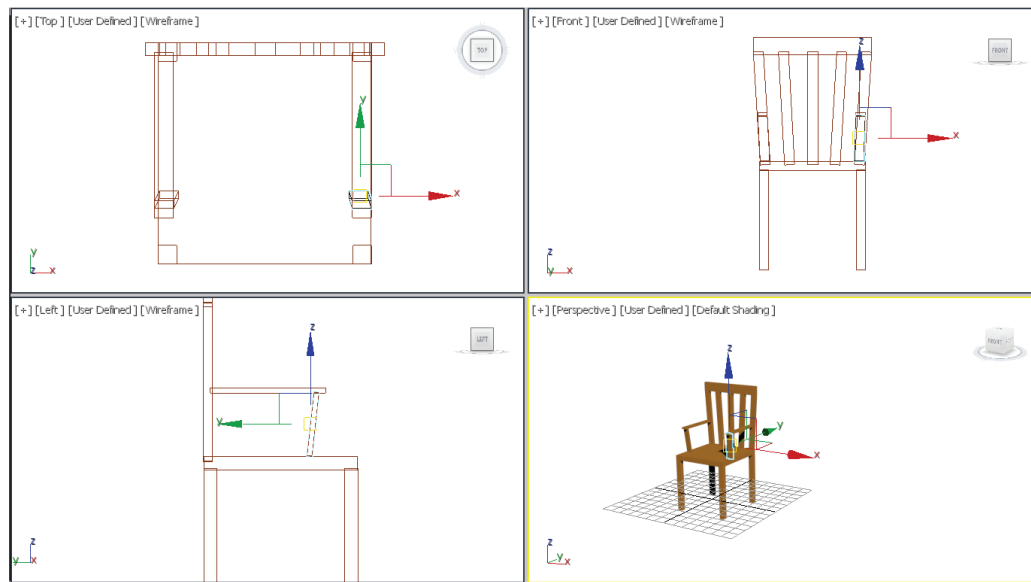 [+] [Top] [User Defined] [Wireframe]
TOP
y
x
y
z
x
[+] [Front] [User Defined] [Wireframe]
FRONT
z
x
z
y
x
[+] [Left] [User Defined] [Wireframe]
LEFT
z
y
z
y
x
[+] [Perspective] [User Defined] [Default Shading]
FRONT
z
y
x
z
y
x